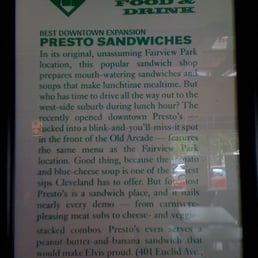 FOOD &
DRINK
BEST DOWNTOWN EXPANSION
PRESTO SANDWICHES
In its original, unassuming Fairview Park
location, this popular sandwich shop
prepares mouth-watering sandwiches and
soups that make lunchtime mealtime. But
who has time to drive all the way out to the
west-side suburb during lunch hour? The
recently opened downtown Presto's —
tucked into a blink-and-you'll-miss-it spot
in the front of the Old Arcade — features
the same menu as the Fairview Park
location. Good thing, because the tomato
and blue-cheese soup is one of the
sips Cleveland has to offer. But foremost
Presto's is a sandwich place, and it nails
nearly every demo — from carnivore-
pleasing meat subs to cheese- and veggie-
stacked combos. Presto's even serves a
peanut-butter-and-banana sandwich that
would make Elvis proud. (401 Euclid Ave.,